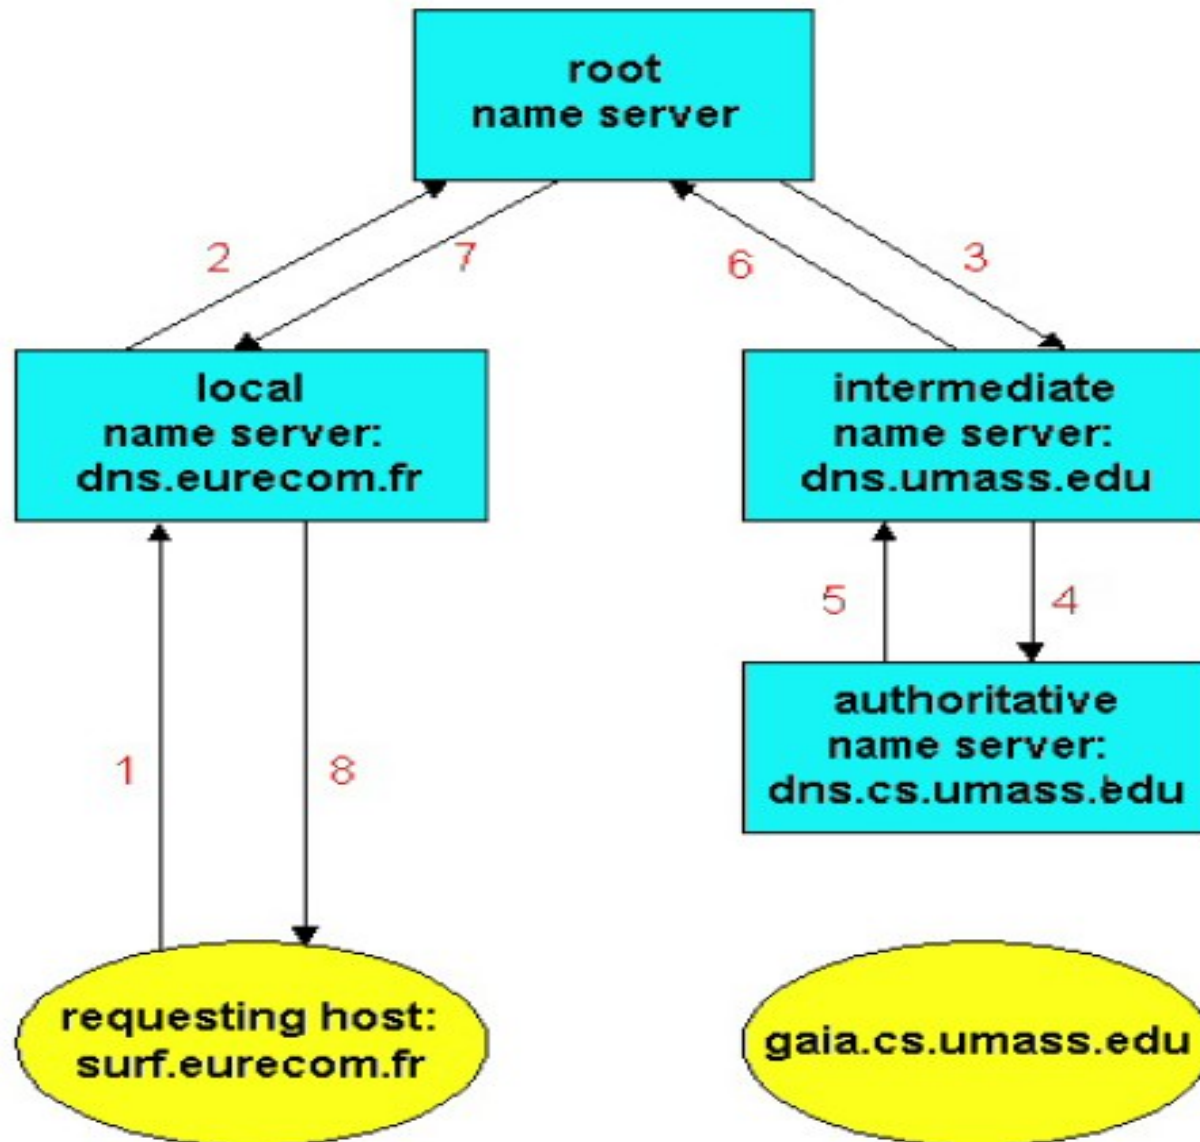 root
name server
2
7
6
3
local
name server:
dns.eurecom.fr
intermediate
name server:
dns.umass.edu
5
4
authoritative
name server:
dns.cs.umass.edu
1
8
requesting host:
surf.eurecom.fr
gaia.cs.umass.edu